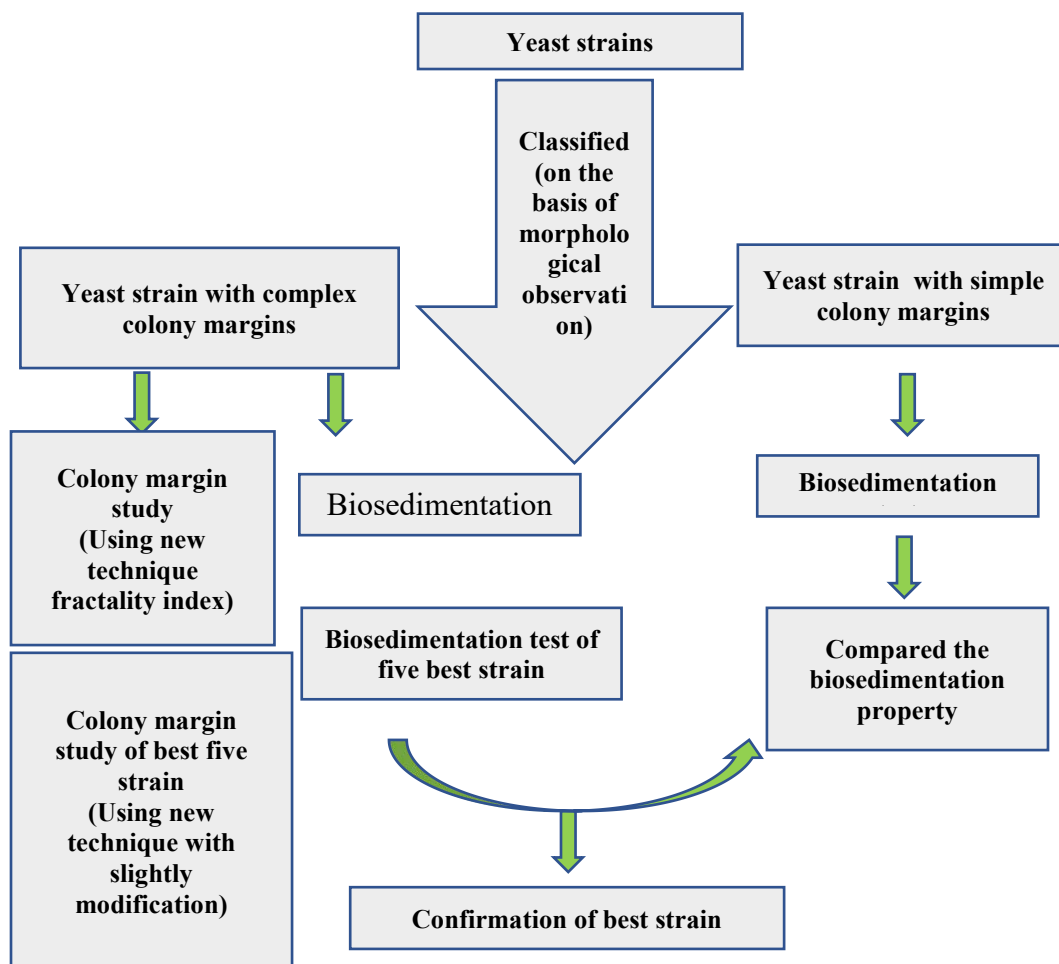 Yeast strains
Classified
(on the
basis of
morpholo
gical
observati
on)
Yeast strain with complex
colony margins
Yeast strain with simple
colony margins
Colony margin
study
(Using new
technique
fractality index)
Biosedimentation
Biosedimentation
Biosedimentation test of
five best strain
Compared the
biosedimentation
property
Colony margin
study of best five
strain
(Using new
technique with
slightly
modification)
Confirmation of best strain